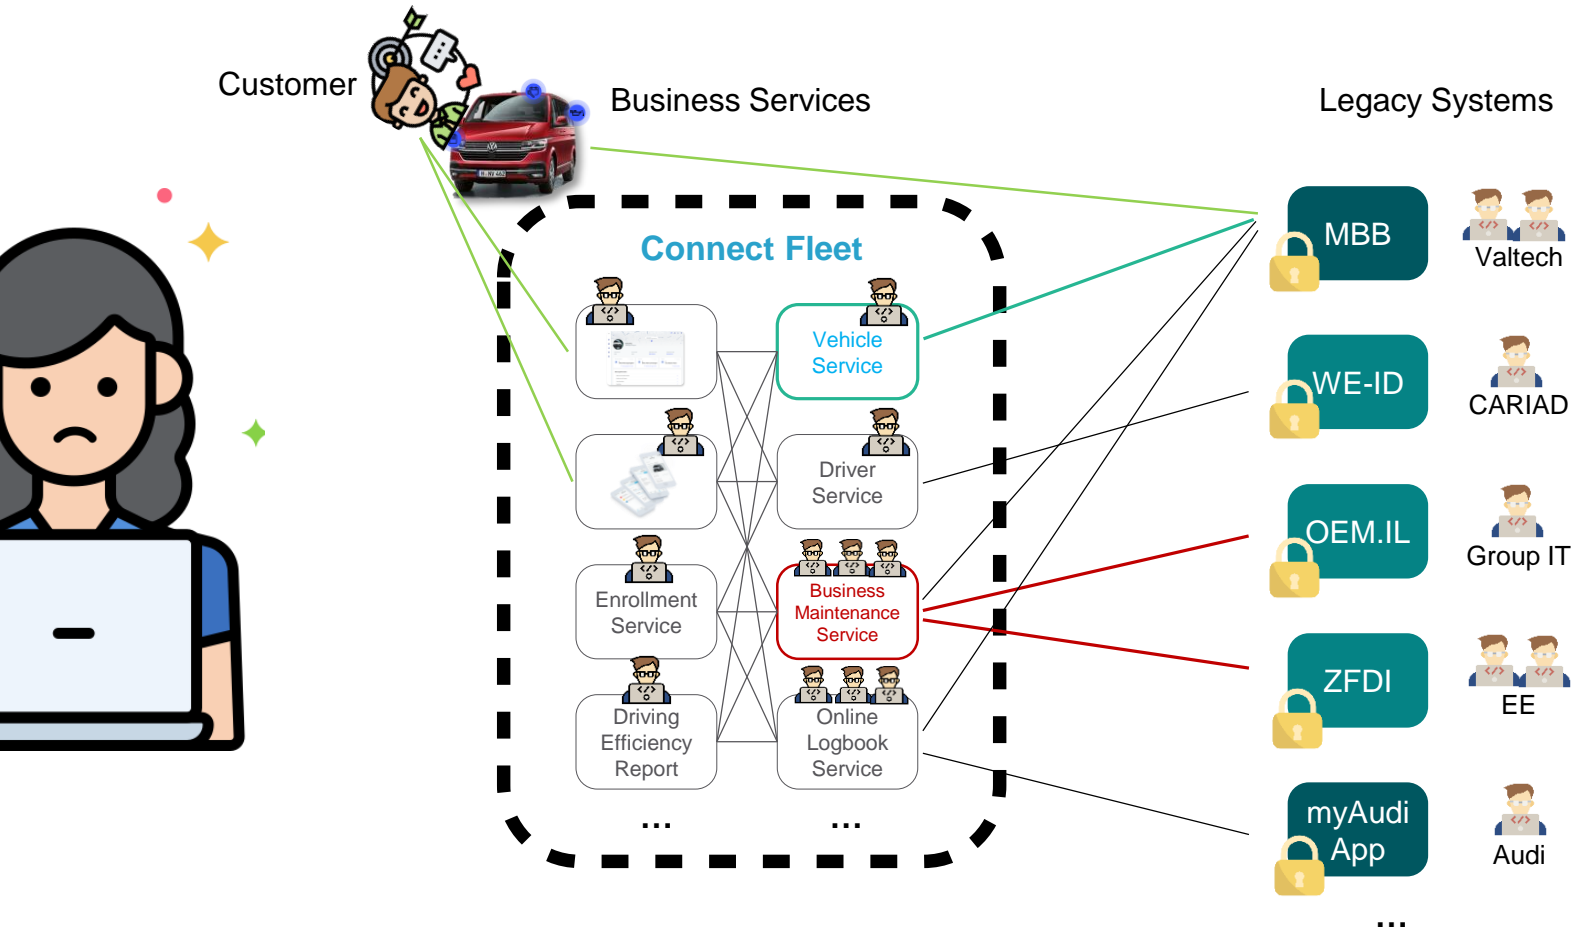 Customer
Business Services
Legacy Systems
Connect Fleet
MBB
Valtech
Vehicle
Service
WE-ID
CARIAD
Driver
Service
OEM.IL
Group IT
Enrollment
Service
Business
Maintenance
Service
ZFDI
EE
Driving
Efficiency
Report
Online
Logbook
Service
...
...
myAudi
App
Audi
...